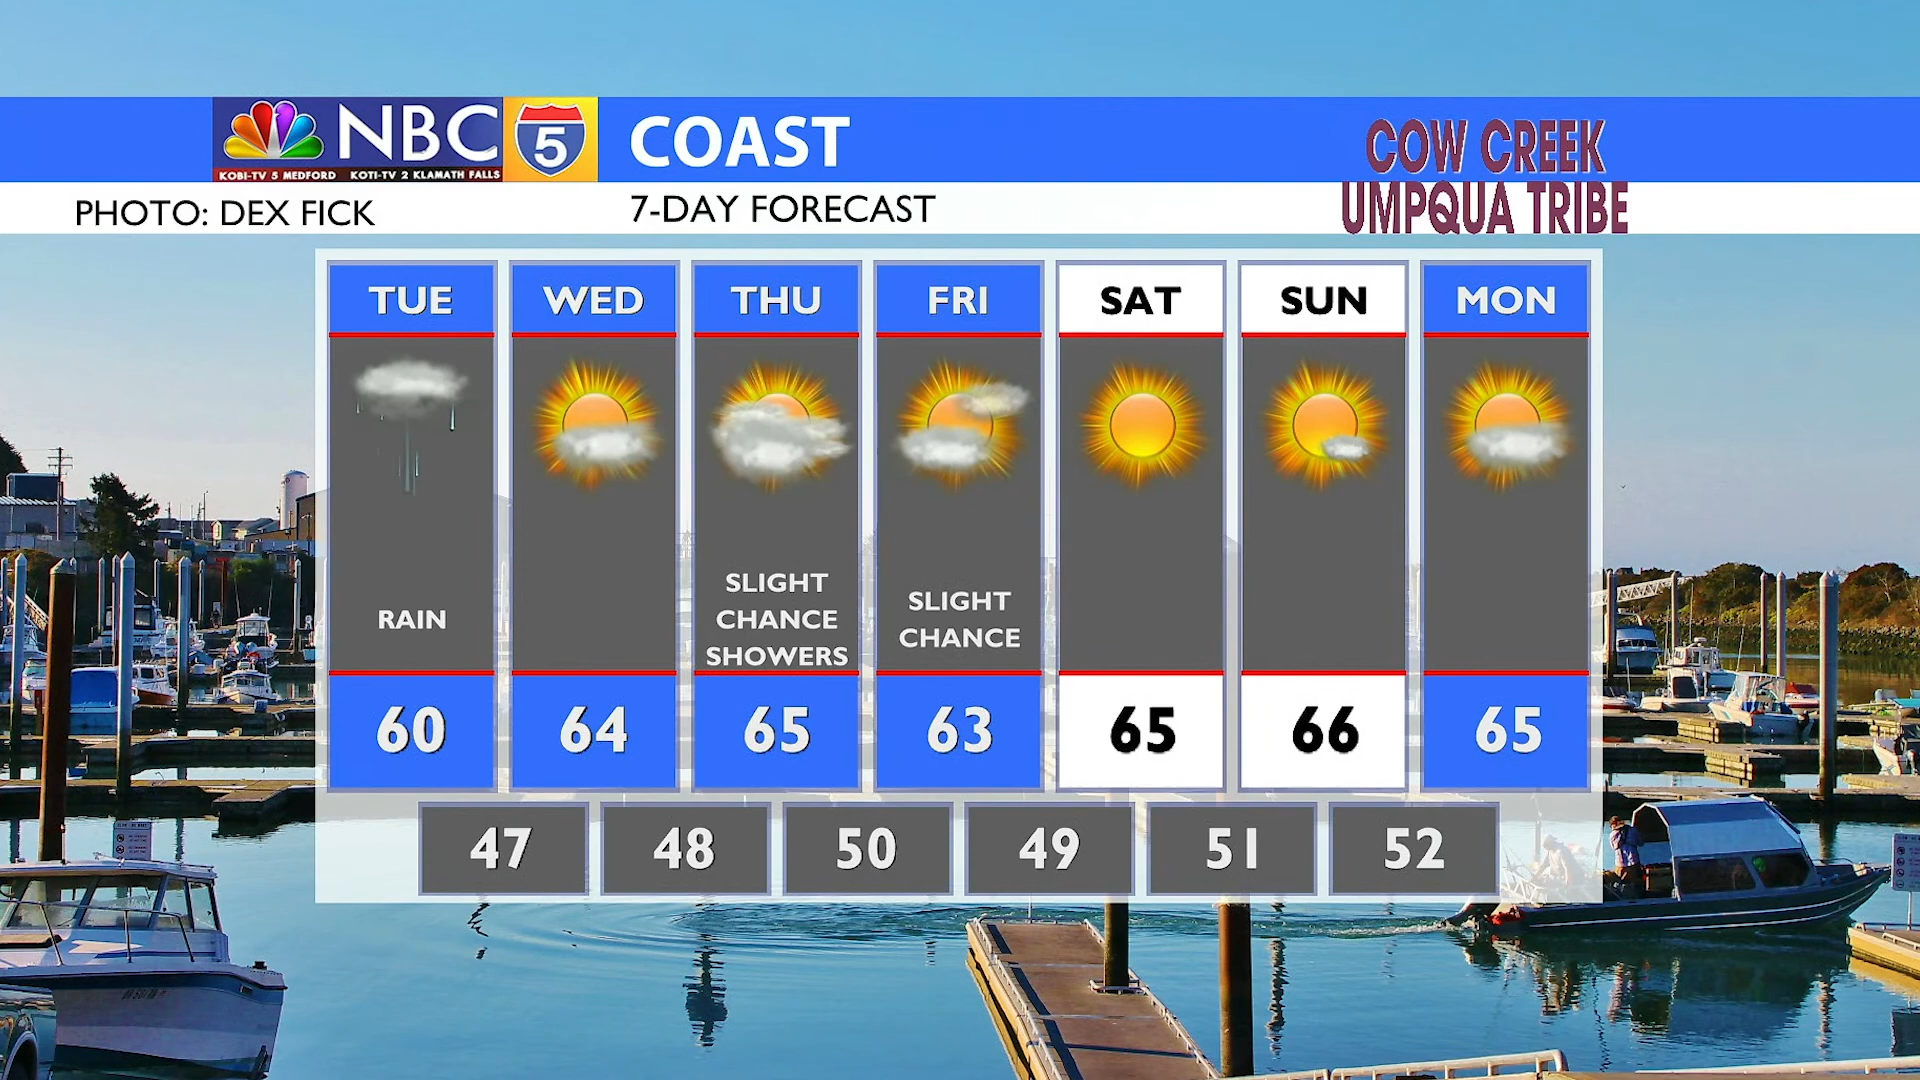 NBC 5
KOBI-TV 5 MEDFORD KOTI-TV 2 KLAMATH FALLS
COAST
COW CREEK
UMPQUA TRIBE
PHOTO: DEX FICK
7-DAY FORECAST
TUE WED THU FRI SAT SUN MON
RAIN
SLIGHT
CHANCE
SHOWERS
SLIGHT
CHANCE
60 64 65 63 65 66 65
47 48 50 49 51 52